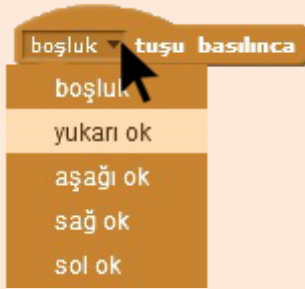 boşluk tuşu basılınca
boşluk
yukarı ok
aşağı ok
sağ ok
sol ok